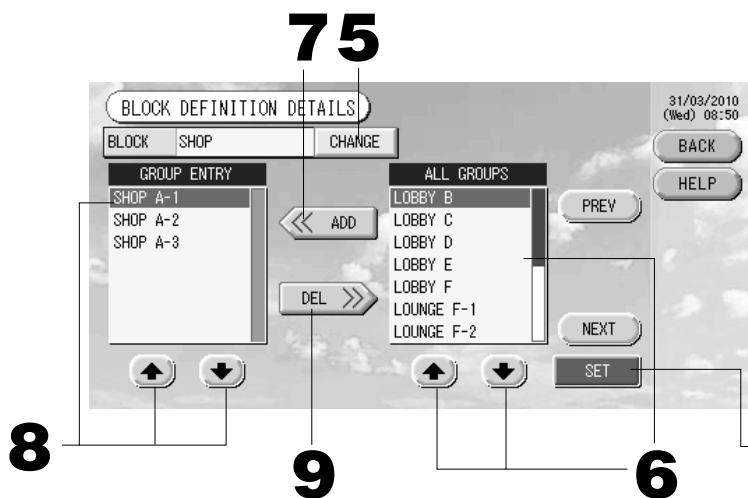 7 5
BLOCK DEFINITION DETAILS
31/03/2010
(Wed) 08:50
BLOCK SHOP CHANGE
BACK
GROUP ENTRY
ALL GROUPS
HELP
SHOP A-1
SHOP A-2
SHOP A-3
ADD
DEL
LOBBY B
LOBBY C
LOBBY D
LOBBY E
LOBBY F
LOUNGE F-1
LOUNGE F-2
PREV
NEXT
SET
8
9
6